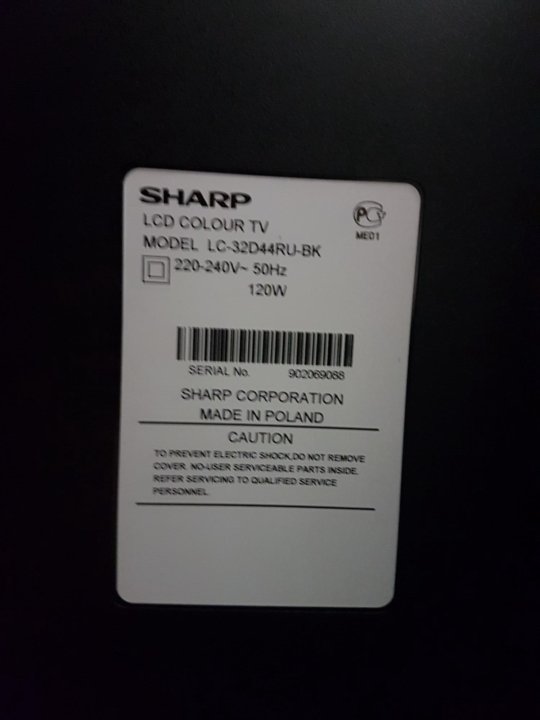 SHARP
LCD COLOUR TV
MODEL LC-32D44RU-BK
220-240V~ 50Hz
120W
РСТ
ME01
SERIAL No. 902069088
SHARP CORPORATION
MADE IN POLAND
CAUTION
TO PREVENT ELECTRIC SHOCK,DO NOT REMOVE
COVER. NO-USER SERVICEABLE PARTS INSIDE.
REFER SERVICING TO QUALIFIED SERVICE
PERSONNEL.